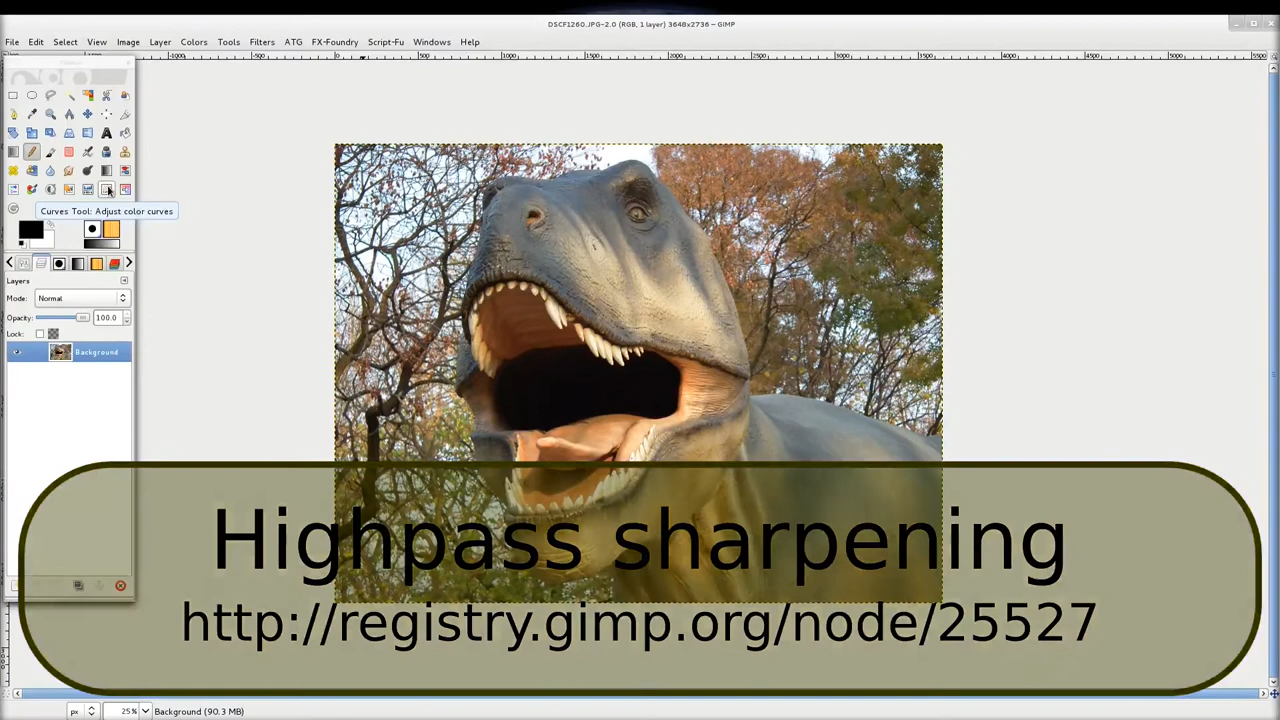 DSCF1260.JPG-2.0 (RGB, 1 layer) 3648x2736 – GIMP
File Edit Select View Image Layer Colors Tools Filters ATG FX-Foundry Script-Fu Windows Help
Curves Tool: Adjust color curves
Layers
Mode: Normal
Opacity: 100.0
Lock:
Background
Highpass sharpening
http://registry.gimp.org/node/25527
px 25% Background (90.3 MB)